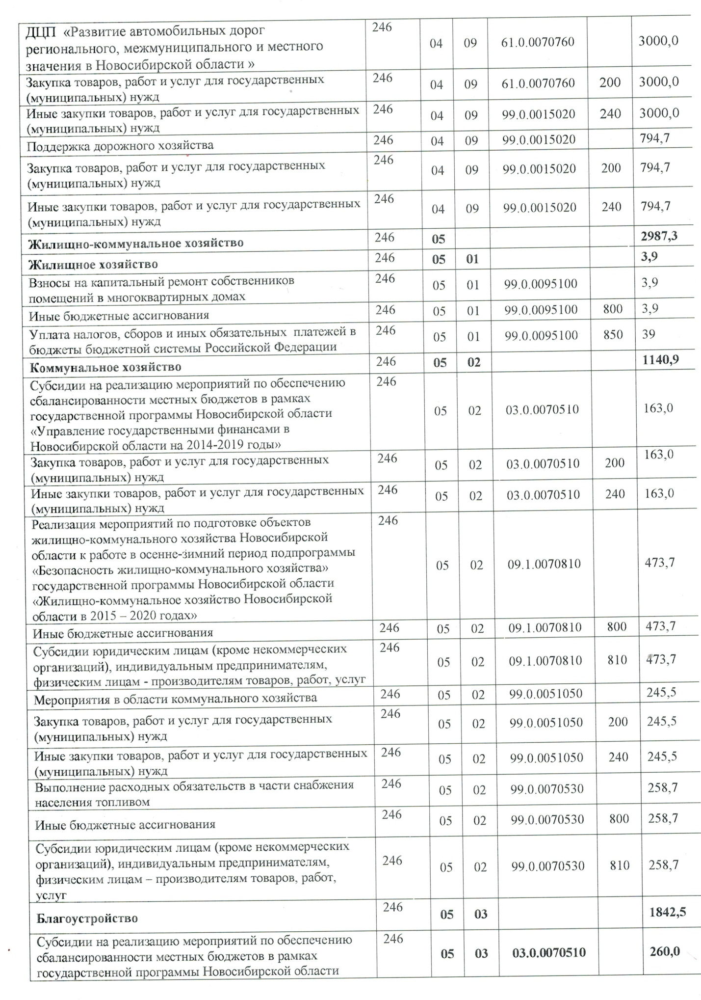 ДЦП «Развитие автомобильных дорог
регионального, межмуниципального и местного
значения в Новосибирской области »
246 04 09 61.0.0070760 3000,0
Закупка товаров, работ и услуг для государственных
(муниципальных) нужд
246 04 09 61.0.0070760 200 3000,0
Иные закупки товаров, работ и услуг для государственных
(муниципальных) нужд
246 04 09 99.0.0015020 240 3000,0
Поддержка дорожного хозяйства 246 04 09 99.0.0015020 794,7
Закупка товаров, работ и услуг для государственных
(муниципальных) нужд
246 04 09 99.0.0015020 200 794,7
Иные закупки товаров, работ и услуг для государственных
(муниципальных) нужд
246 04 09 99.0.0015020 240 794,7
Жилищно-коммунальное хозяйство 246 05 2987,3
Жилищное хозяйство 246 05 01 3,9
Взносы на капитальный ремонт собственников
помещений в многоквартирных домах
246 05 01 99.0.0095100 3,9
Иные бюджетные ассигнования 246 05 01 99.0.0095100 800 3,9
Уплата налогов, сборов и иных обязательных платежей в
бюджеты бюджетной системы Российской Федерации
246 05 01 99.0.0095100 850 39
Коммунальное хозяйство 246 05 02 1140,9
Субсидии на реализацию мероприятий по обеспечению
сбалансированности местных бюджетов в рамках
государственной программы Новосибирской области
«Управление государственными финансами в
Новосибирской области на 2014-2019 годы»
246 05 02 03.0.0070510 163,0
Закупка товаров, работ и услуг для государственных
(муниципальных) нужд
246 05 02 03.0.0070510 200 163,0
Иные закупки товаров, работ и услуг для государственных
(муниципальных) нужд
246 05 02 03.0.0070510 240 163,0
Реализация мероприятий по подготовке объектов
жилищно-коммунального хозяйства Новосибирской
области к работе в осенне-зимний период подпрограммы
«Безопасность жилищно-коммунального хозяйства»
государственной программы Новосибирской области
«Жилищно-коммунальное хозяйство Новосибирской
области в 2015 – 2020 годах»
246 05 02 09.1.0070810 473,7
Иные бюджетные ассигнования 246 05 02 09.1.0070810 800 473,7
Субсидии юридическим лицам (кроме некоммерческих
организаций), индивидуальным предпринимателям,
физическим лицам - производителям товаров, работ, услуг
246 05 02 09.1.0070810 810 473,7
Мероприятия в области коммунального хозяйства 246 05 02 99.0.0051050 245,5
Закупка товаров, работ и услуг для государственных
(муниципальных) нужд
246 05 02 99.0.0051050 200 245,5
Иные закупки товаров, работ и услуг для государственных
(муниципальных) нужд
246 05 02 99.0.0051050 240 245,5
Выполнение расходных обязательств в части снабжения
населения топливом
246 05 02 99.0.0070530 258,7
Иные бюджетные ассигнования 246 05 02 99.0.0070530 800 258,7
Субсидии юридическим лицам (кроме некоммерческих
организаций), индивидуальным предпринимателям,
физическим лицам – производителям товаров, работ,
услуг
246 05 02 99.0.0070530 810 258,7
Благоустройство 246 05 03 1842,5
Субсидии на реализацию мероприятий по обеспечению
сбалансированности местных бюджетов в рамках
государственной программы Новосибирской области
246 05 03 03.0.0070510 260,0